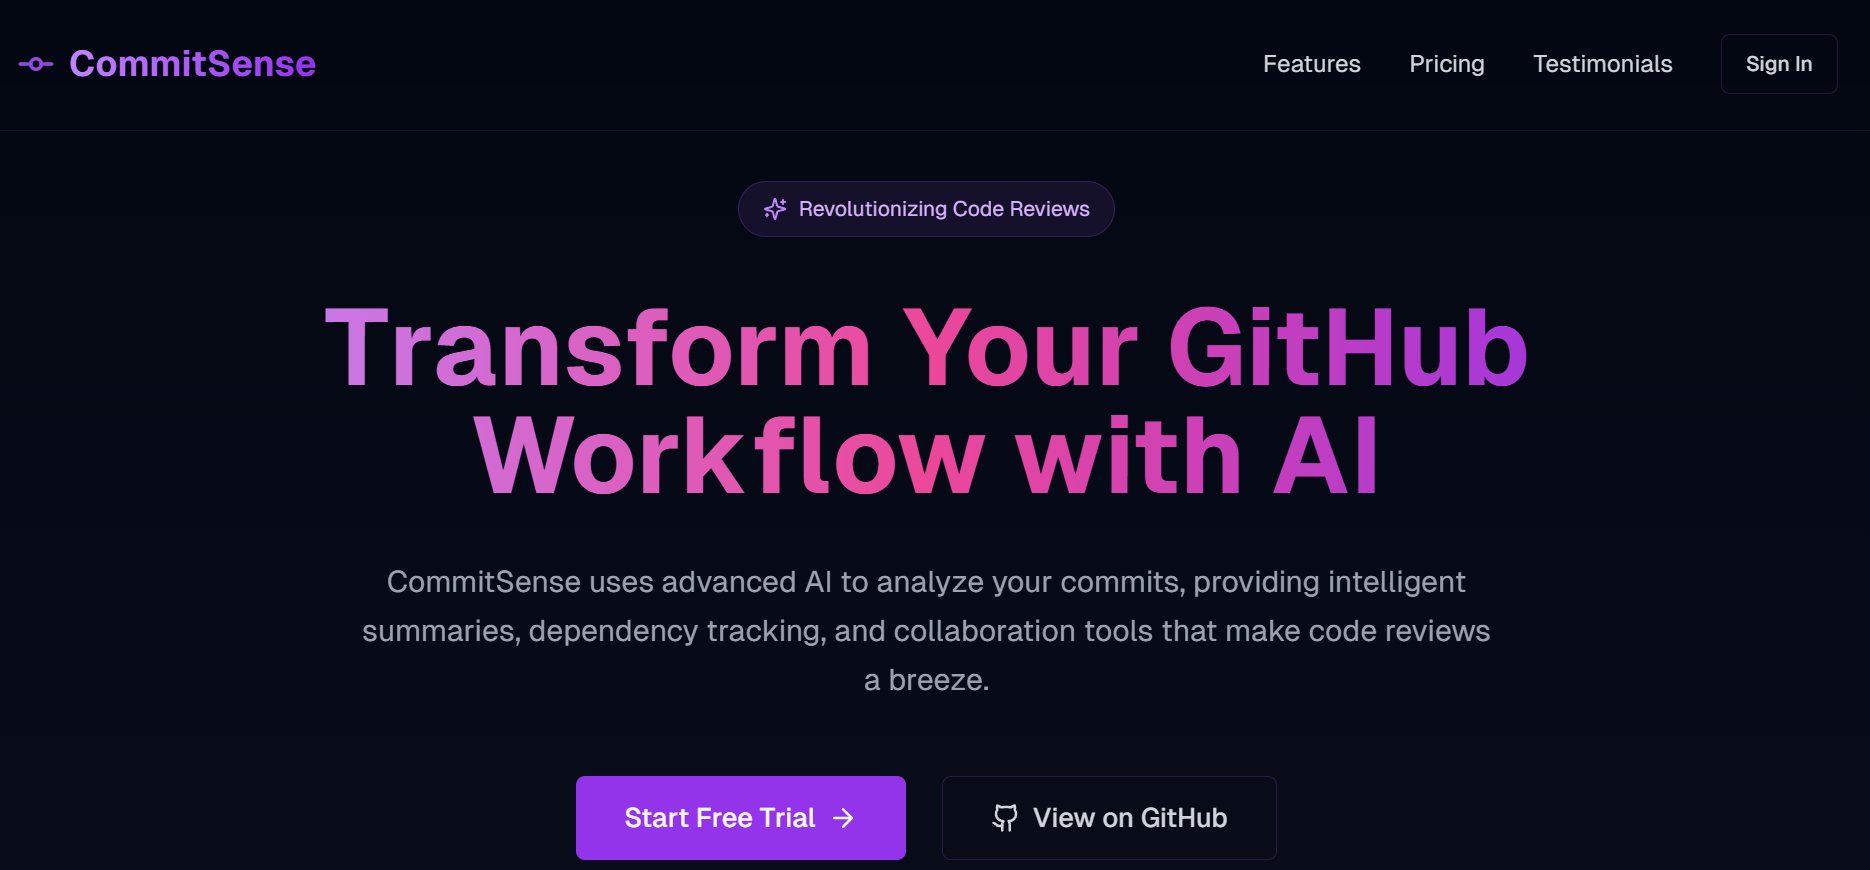 CommitSense
Features
Pricing
Testimonials
Sign In
Revolutionizing Code Reviews
Transform Your GitHub
Workflow with AI
CommitSense uses advanced AI to analyze your commits, providing intelligent
summaries, dependency tracking, and collaboration tools that make code reviews
a breeze.
Start Free Trial →
View on GitHub